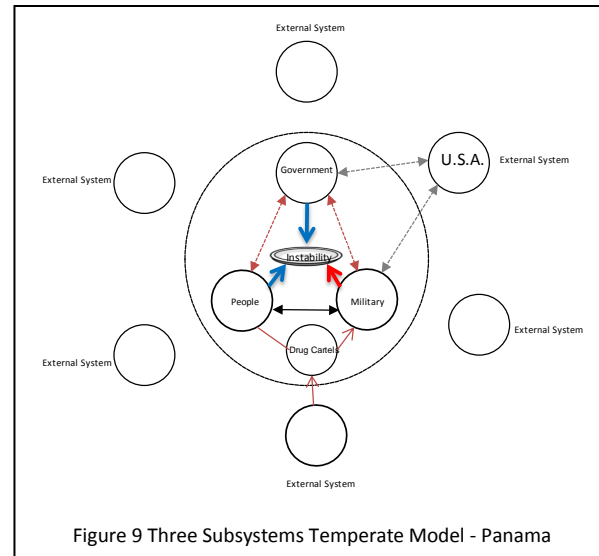 External System
U.S.A.
External System
Government
External System
Instability
People
Military
External System
Drug Cartels
External System
External System
Figure 9 Three Subsystems Temperate Model - Panama